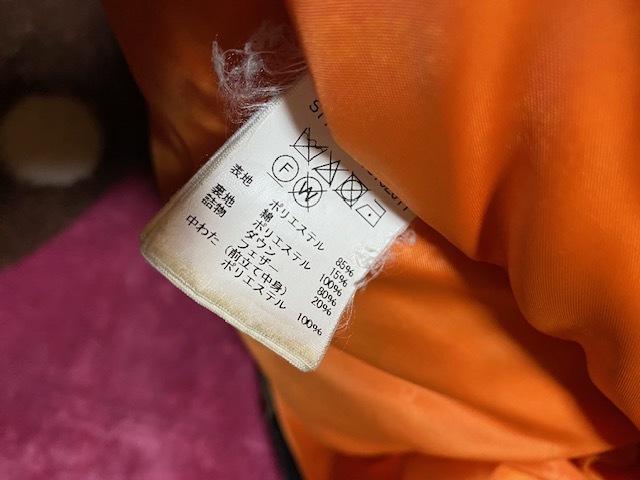 F W
表地 ポリエステル 85%
綿 15%
裏地 ポリエステル 100%
詰物 ダウン 80%
フェザー 20%
中わた (前立て中身)
ポリエステル 100%